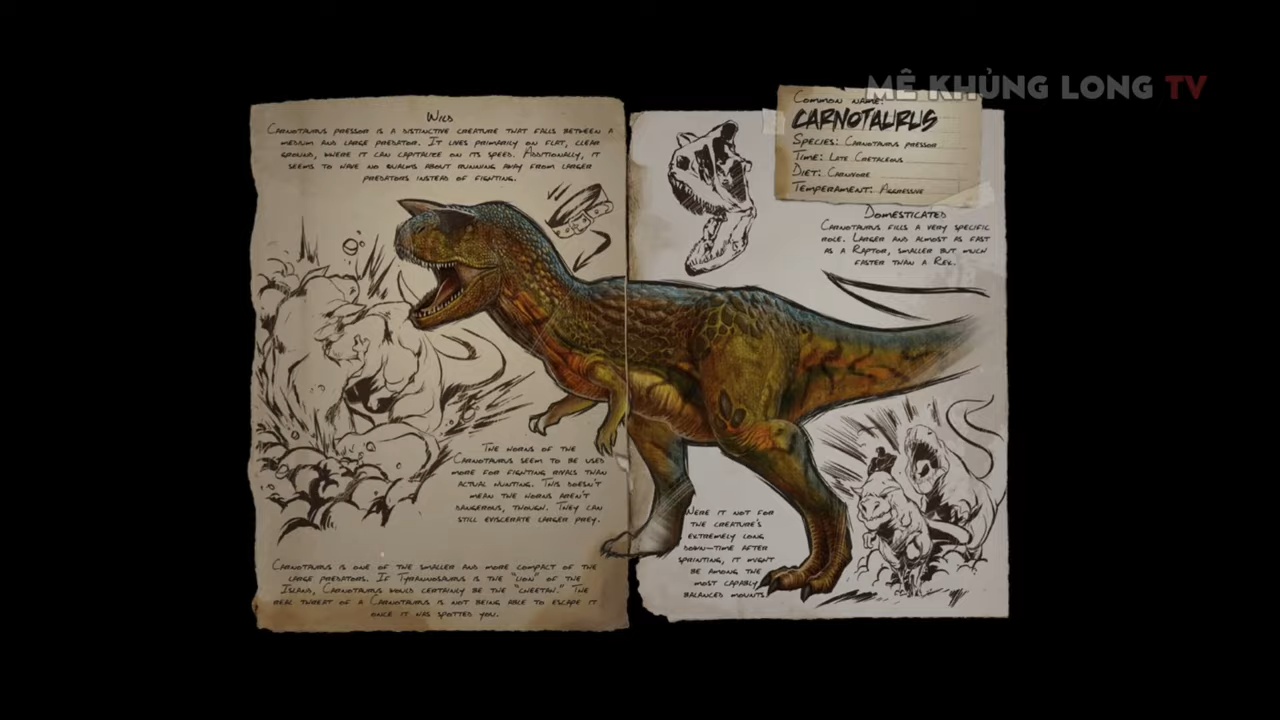 MÊ KHỦNG LONG TV
Wild
Carnotaurus pressor is a distinctive creature that falls between a
medium and large predator. It lives primarily on flat, clear
ground, where it can capitalize on its speed. Additionally, it
seems to have no qualms about running away from larger
predators instead of fighting.
The horns of the
Carnotaurus seem to be used
more for fighting rivals than
actual hunting. This doesn't
mean the horns aren't
dangerous, though. They can
still eviscerate larger prey.
Carnotaurus is one of the smaller and more compact of the
large predators. If Tyrannosaurus is the "lion" of the
Island, Carnotaurus would certainly be the "cheetah." The
real threat of a Carnotaurus is not being able to escape it
once it has spotted you.
Common name:
CARNOTAURUS
Species: Carnotaurus pressor
Time: Late Cretaceous
Diet: Carnivore
Temperament: Aggressive
Domesticated
Carnotaurus fills a very specific
role. Larger and almost as fast
as a Raptor, smaller but much
faster than a Rex.
Were it not for
the creature's
extremely long
down-time after
sprinting, it might
be among the
most capably
balanced mounts.